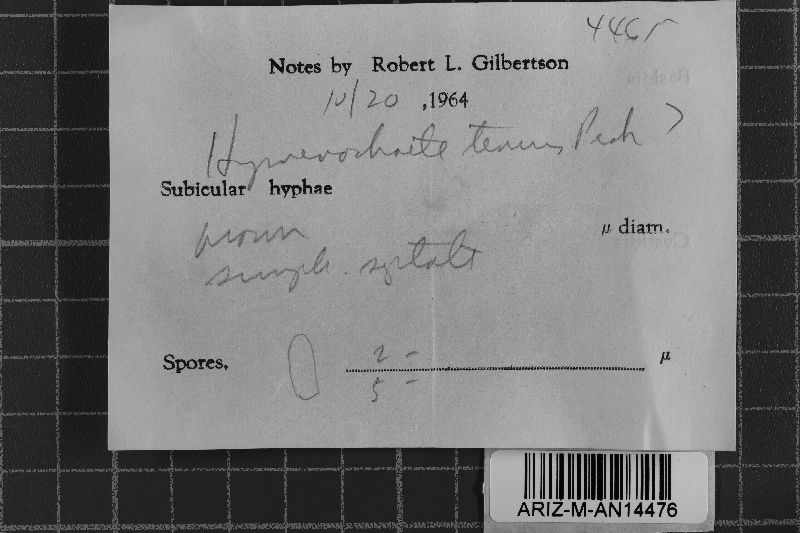 446
Notes by Robert L. Gilbertson
10/20 ,1964
Hymenochaete tenuis Peck ?
Subicular hyphae
brown
μ diam.
simple septate
Spores, 2 - μ
5 -
ARIZ-M-AN14476